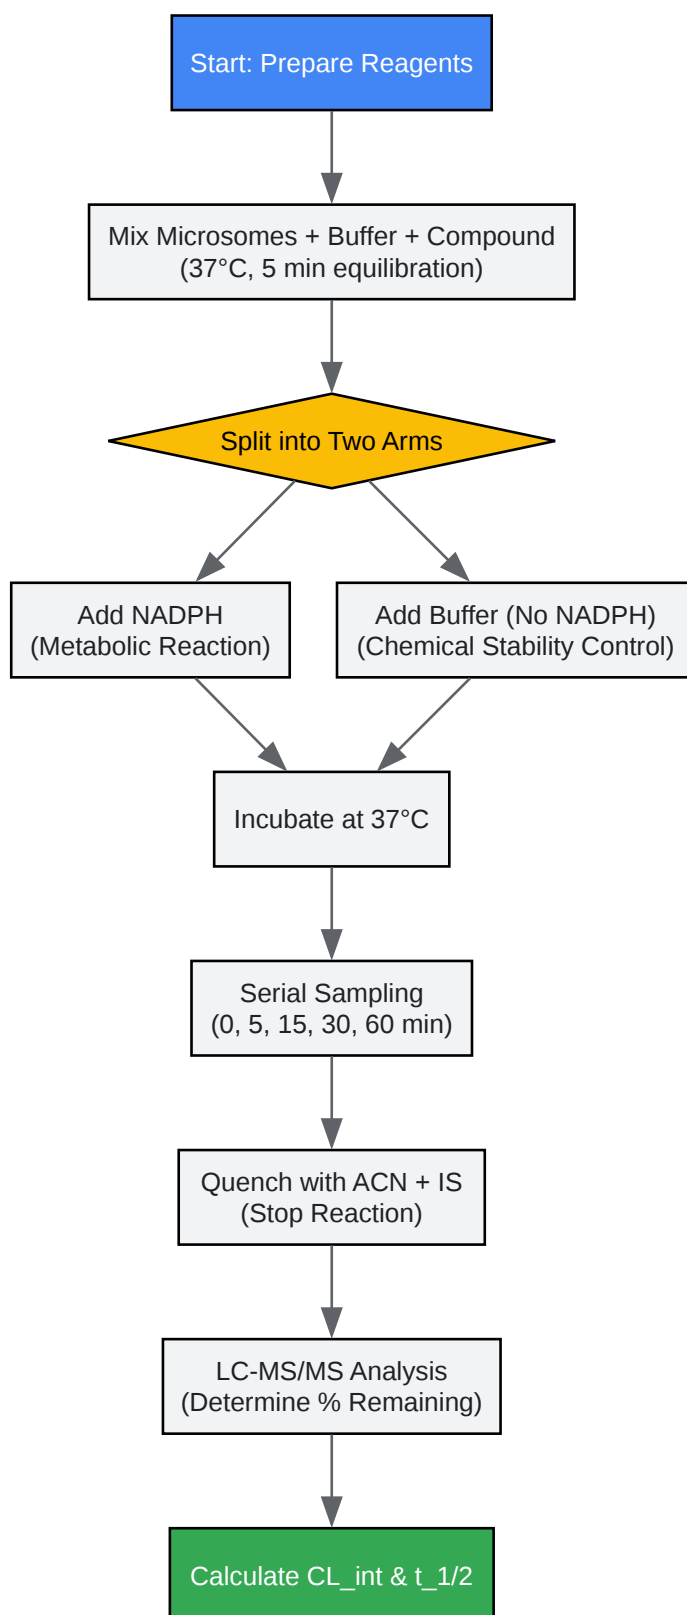 Start: Prepare Reagents
Mix Microsomes + Buffer + Compound
(37°C, 5 min equilibration)
Split into Two Arms
Add NADPH
(Metabolic Reaction)
Add Buffer (No NADPH)
(Chemical Stability Control)
Incubate at 37°C
Serial Sampling
(0, 5, 15, 30, 60 min)
Quench with ACN + IS
(Stop Reaction)
LC-MS/MS Analysis
(Determine % Remaining)
Calculate CL_int & t_1/2